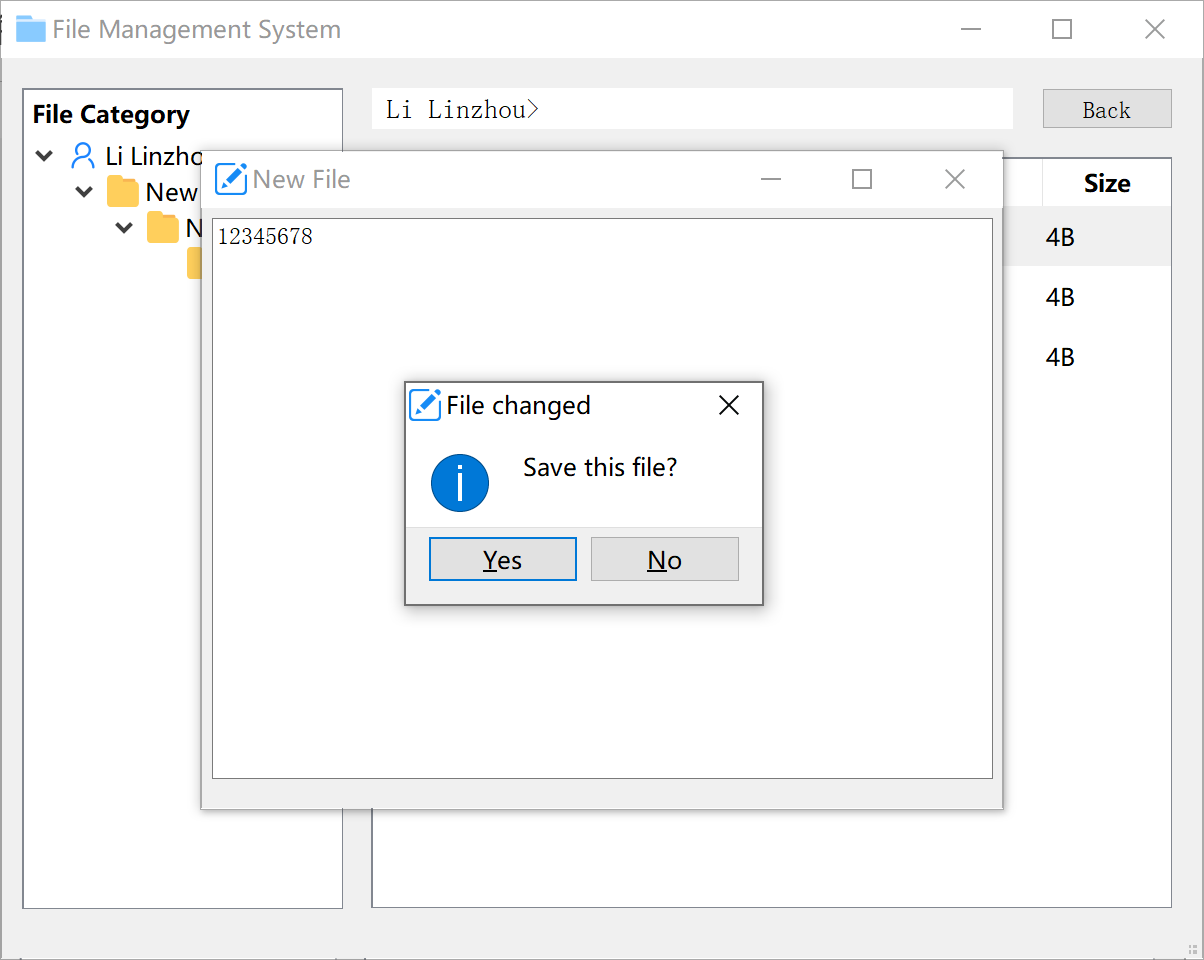 File Management System
File Category
Li Linzhou>
Back
Li Linzho
New
New File
Size
12345678
4B
4B
4B
File changed
Save this file?
Yes
No